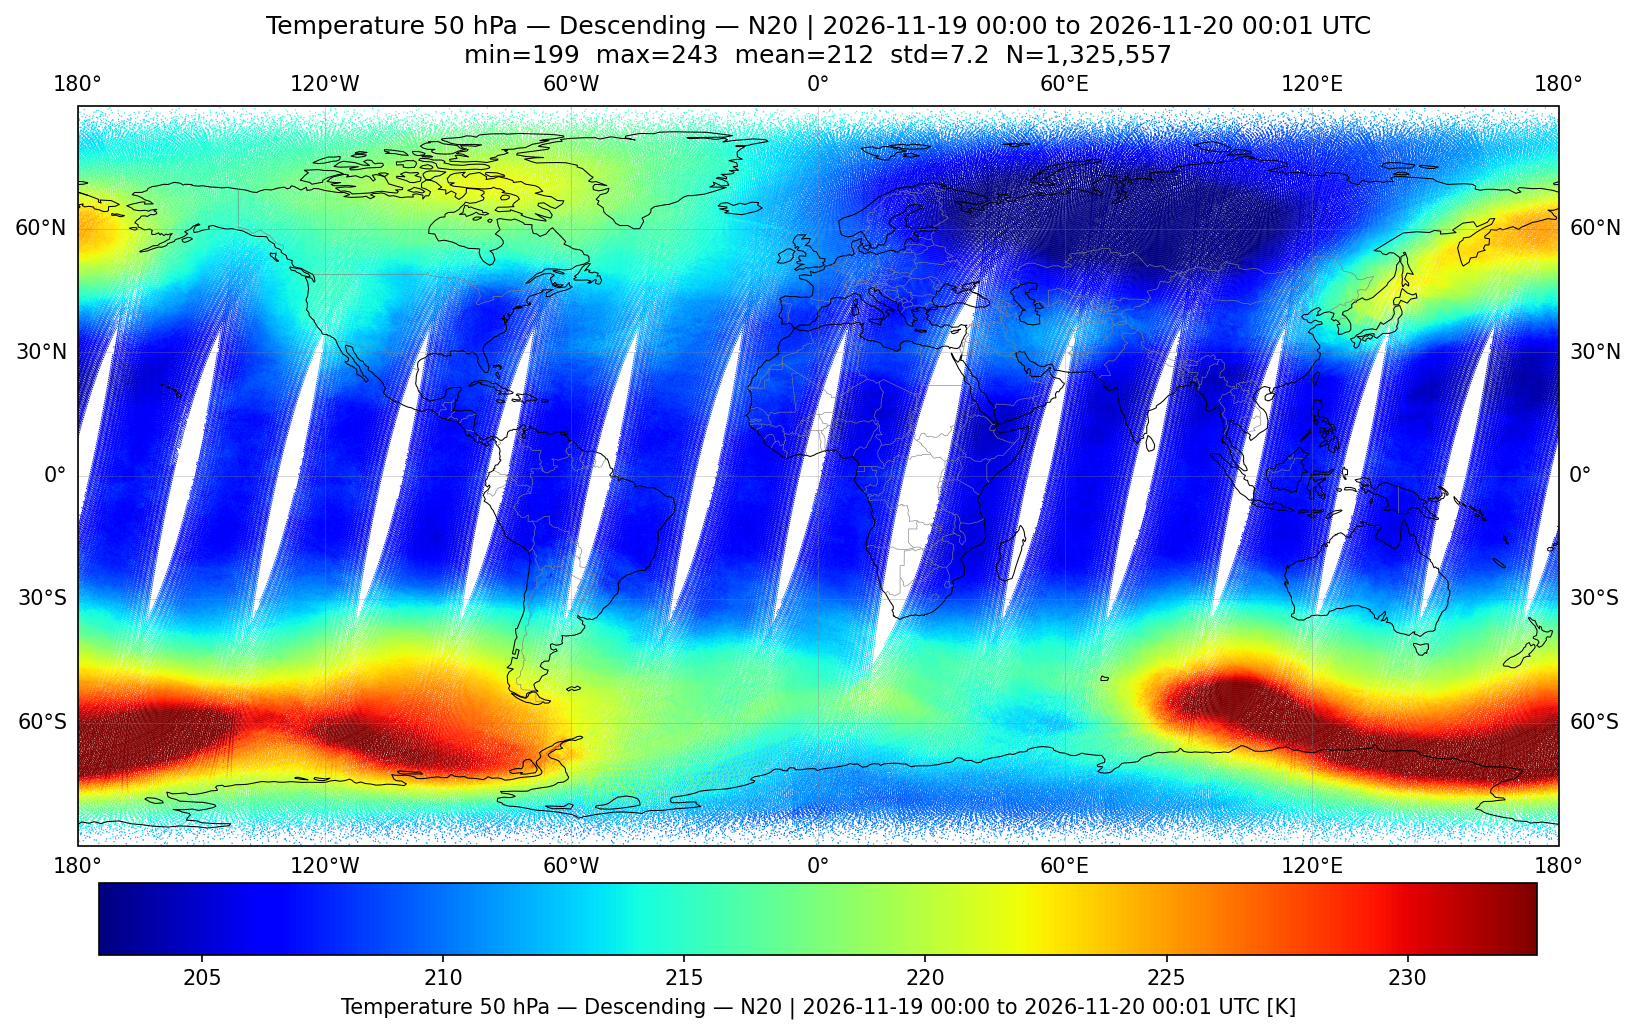 Temperature 50 hPa — Descending — N20 | 2026-11-19 00:00 to 2026-11-20 00:01 UTC
min=199  max=243  mean=212  std=7.2  N=1,325,557
180° 120°W 60°W 0° 60°E 120°E 180°
60°N 60°N
30°N 30°N
0° 0°
30°S 30°S
60°S 60°S
180° 120°W 60°W 0° 60°E 120°E 180°
205 210 215 220 225 230
Temperature 50 hPa — Descending — N20 | 2026-11-19 00:00 to 2026-11-20 00:01 UTC [K]